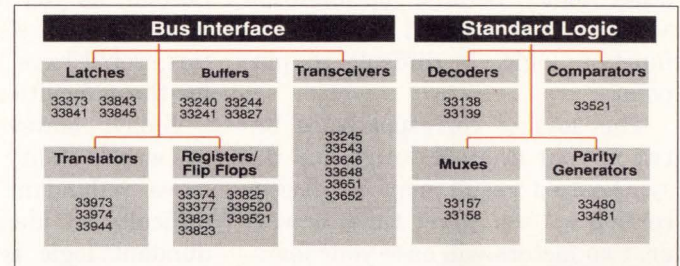 Bus Interface
Standard Logic
Latches
33373 33843
33841 33845
Buffers
33240 33244
33241 33827
Transceivers
33245
33543
33646
33648
33651
33652
Decoders
33138
33139
Comparators
33521
Translators
33973
33974
33944
Registers/
Flip Flops
33374 33825
33377 339520
33821 339521
33823
Muxes
33157
33158
Parity
Generators
33480
33481